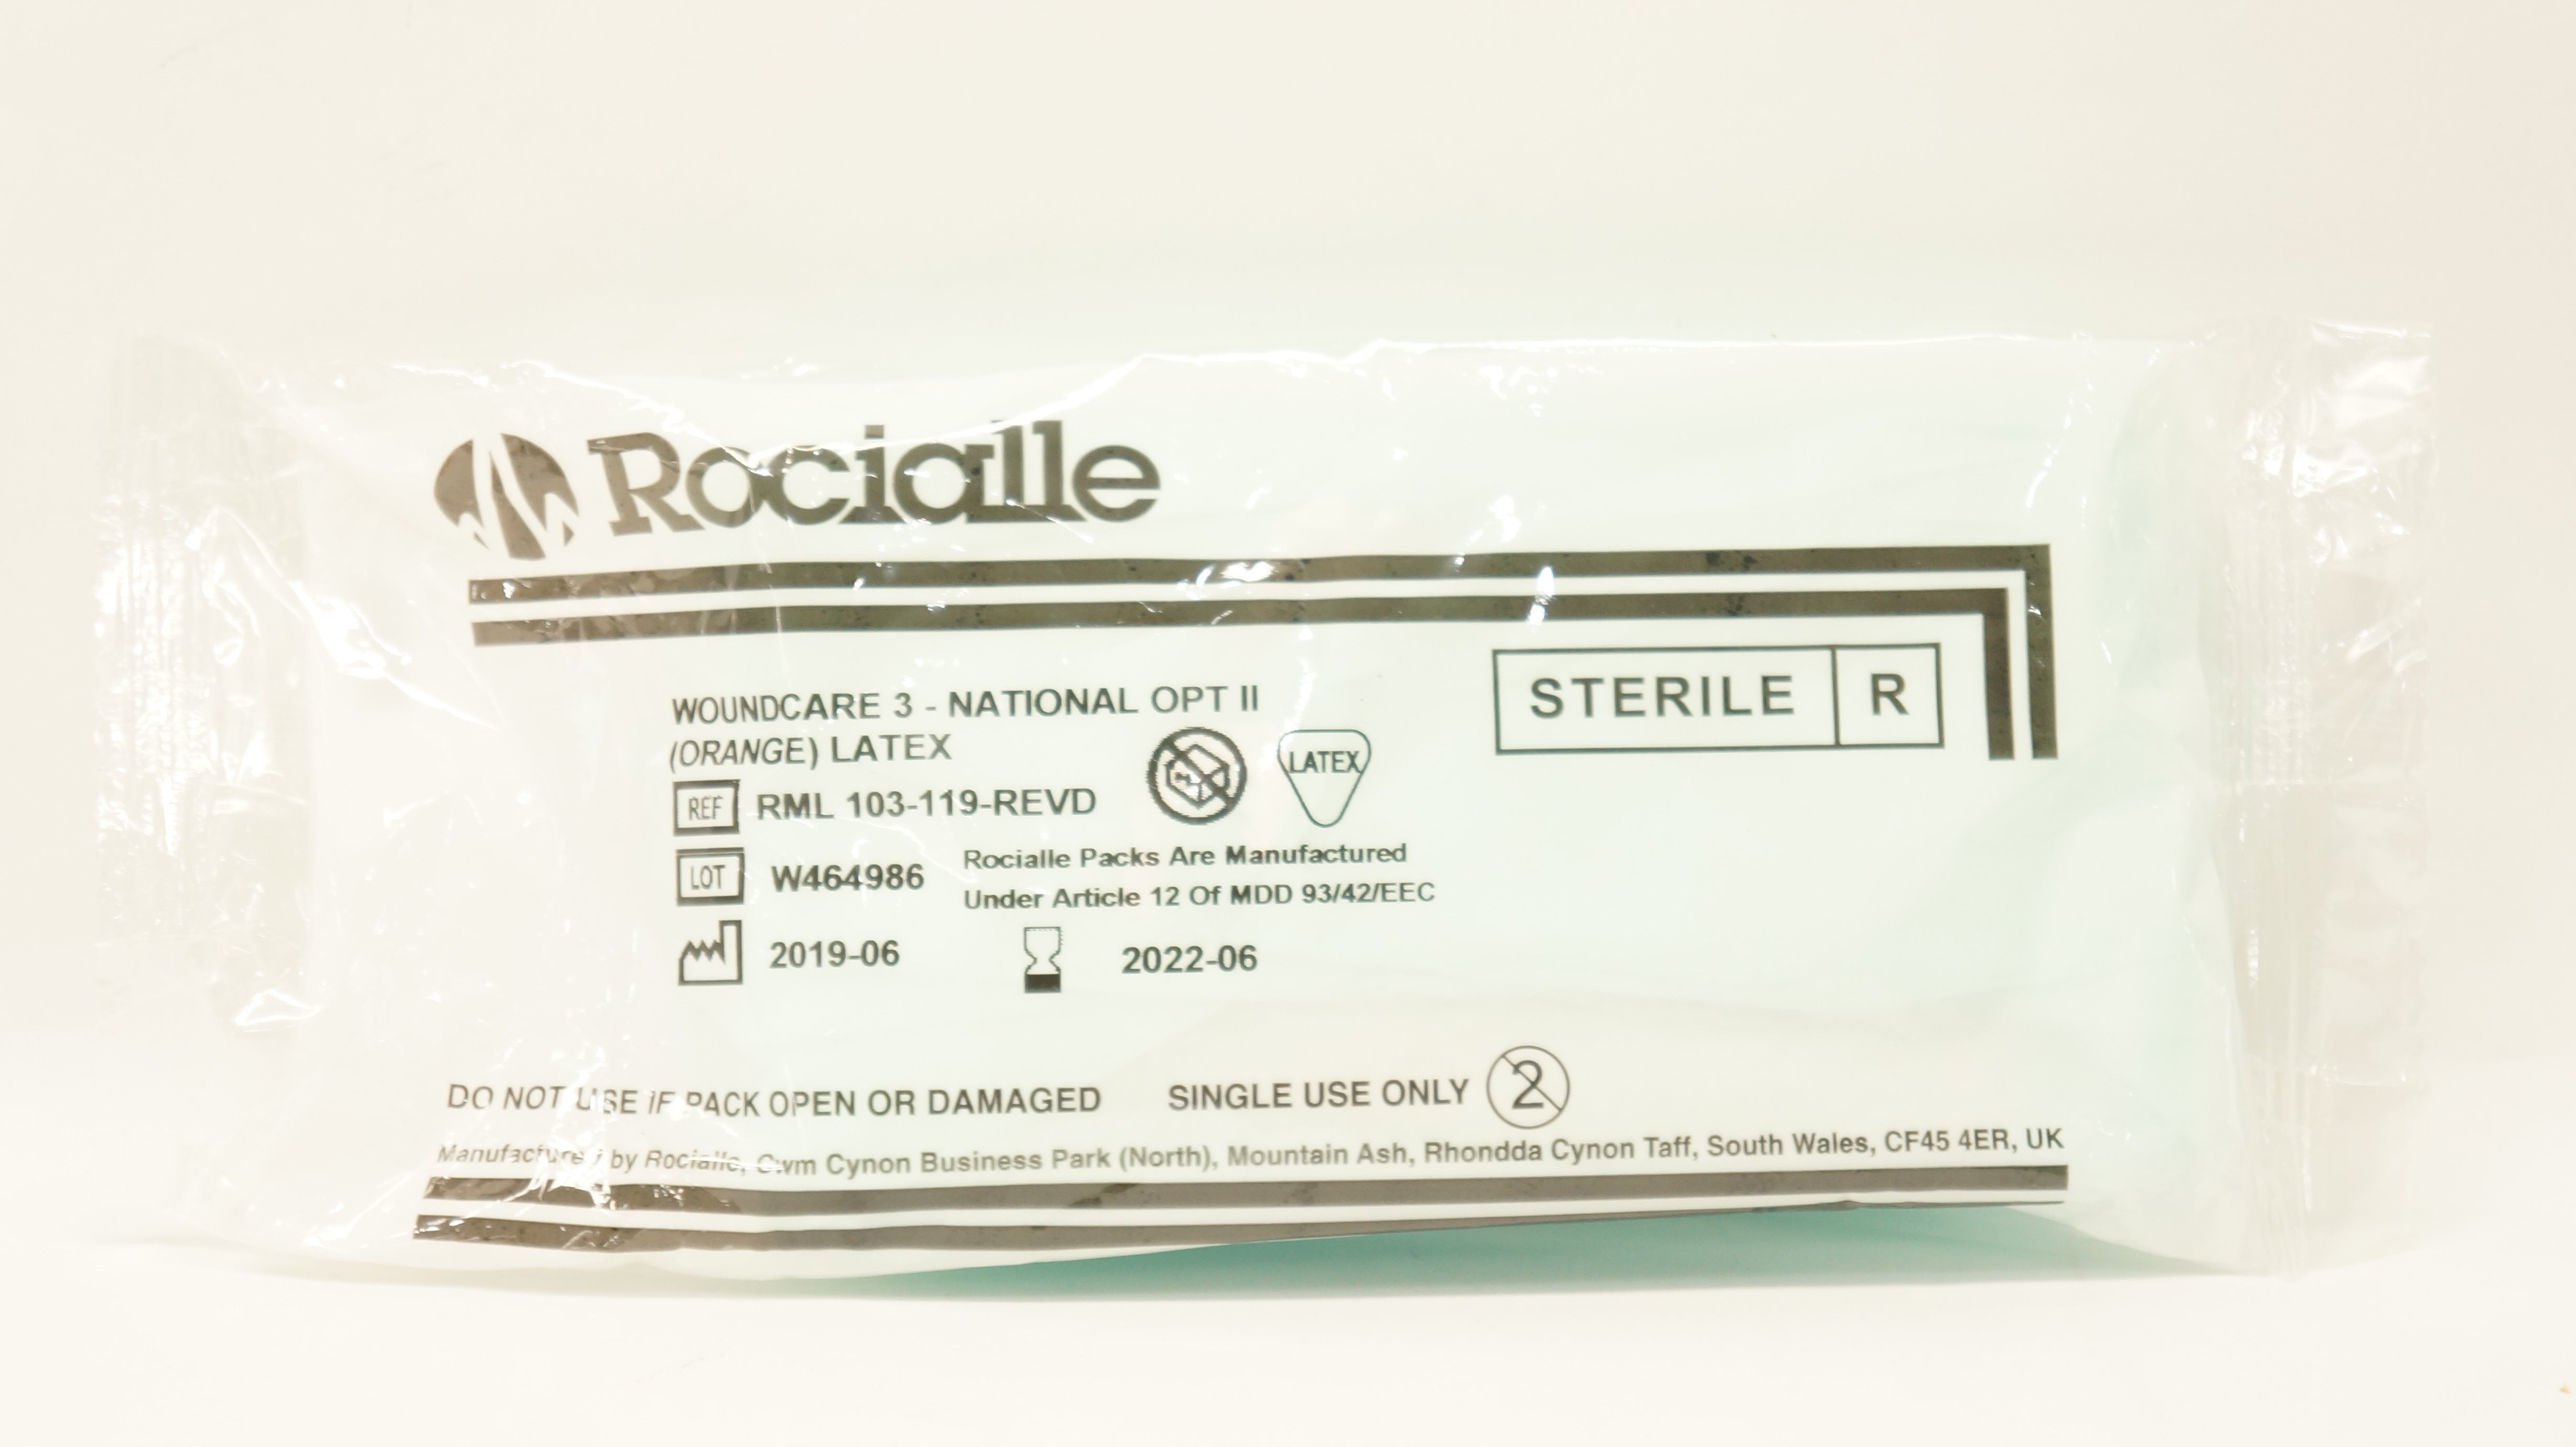 Rocialle
STERILE R
WOUNDCARE 3 - NATIONAL OPT II
(ORANGE) LATEX
LATEX
REF RML 103-119-REVD
Rocialle Packs Are Manufactured
LOT W464986
Under Article 12 Of MDD 93/42/EEC
2019-06 2022-06
DO NOT USE IF PACK OPEN OR DAMAGED SINGLE USE ONLY 2
Manufactured by Rocialle, Cwm Cynon Business Park (North), Mountain Ash, Rhondda Cynon Taff, South Wales, CF45 4ER, UK